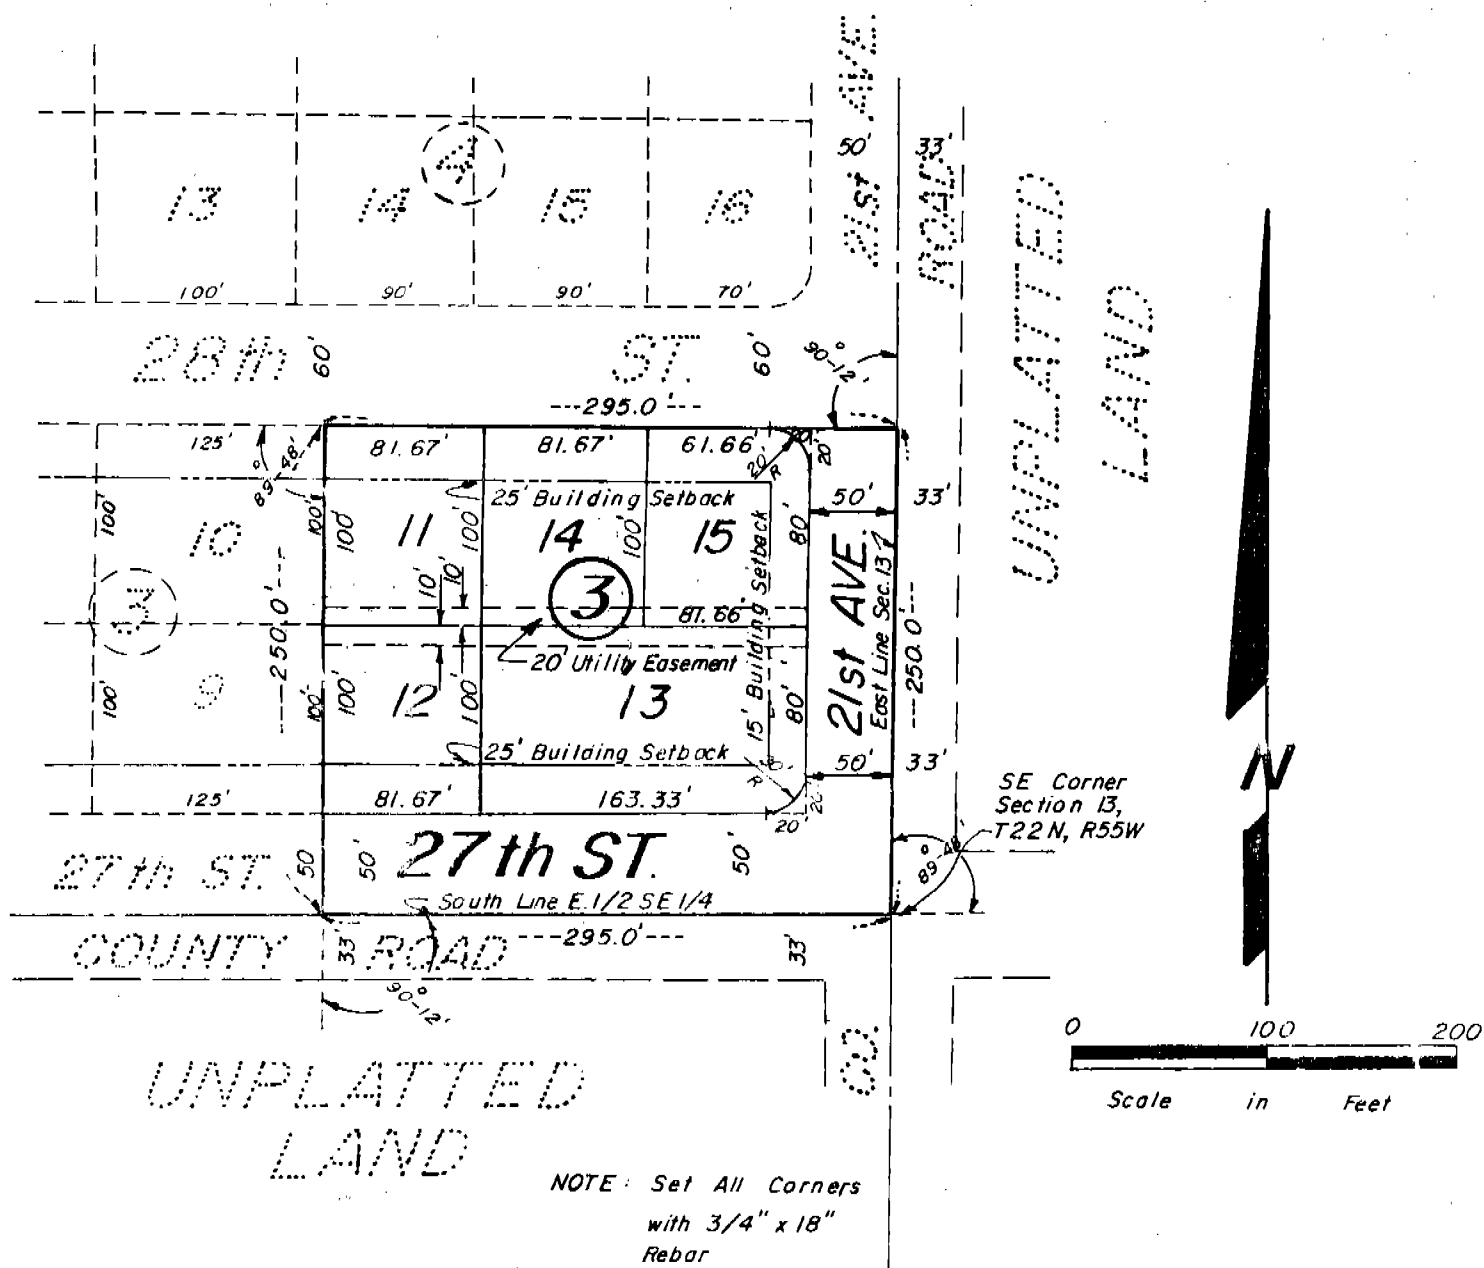 21st AVE.
50'
33'
ROAD
4
13
14
15
16
100'
90'
90'
70'
UNPLATTED
LAND
28th
60'
ST.
60'
90°-12'
---295.0'---
125'
89°-48'
81.67'
81.67'
61.66'
20'
20'
20'
R
25' Building Setback
50'
33'
100'
10
100'
100'
11
100'
14
100'
15
80'
15' Building Setback
21st AVE.
East Line Sec. 13
3
---250.0'---
10'
10'
3
81.66'
---250.0'---
20' Utility Easement
9
100'
100'
100'
12
100'
13
80'
25' Building Setback
50'
33'
R
20'
20'
20'
125'
81.67'
163.33'
SE Corner
Section 13,
T22N, R55W
89°-48'
27th ST.
50'
50'
27th ST.
50'
South Line E.1/2 SE1/4
COUNTY
33'
ROAD
---295.0'---
33'
90°-12'
CO.
N
0 100 200
Scale in Feet
UNPLATTED
LAND
NOTE: Set All Corners
with 3/4" x 18"
Rebar